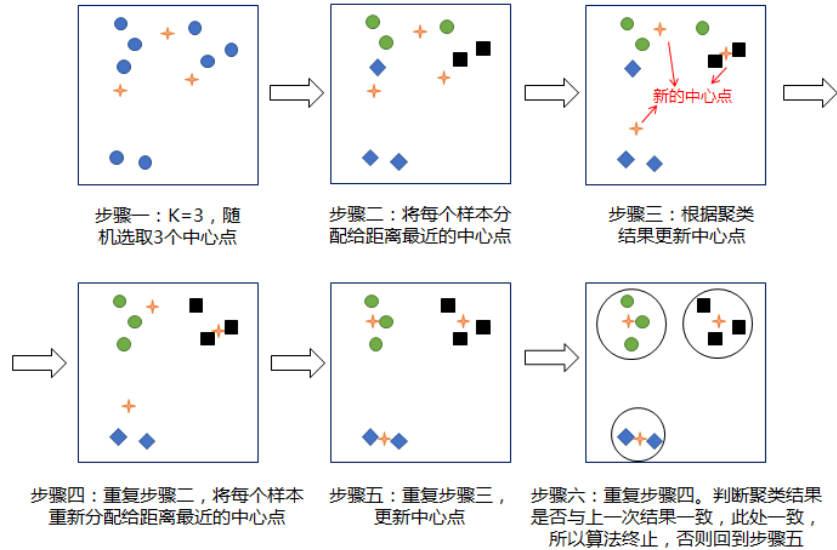 新的中心点
步骤一：K=3，随
机选取3个中心点
步骤二：将每个样本分
配给距离最近的中心点
步骤三：根据聚类
结果更新中心点
步骤四：重复步骤二，将每个样本
重新分配给距离最近的中心点
步骤五：重复步骤三，
更新中心点
步骤六：重复步骤四。判断聚类结果
是否与上一次结果一致，此处一致，
所以算法终止，否则回到步骤五